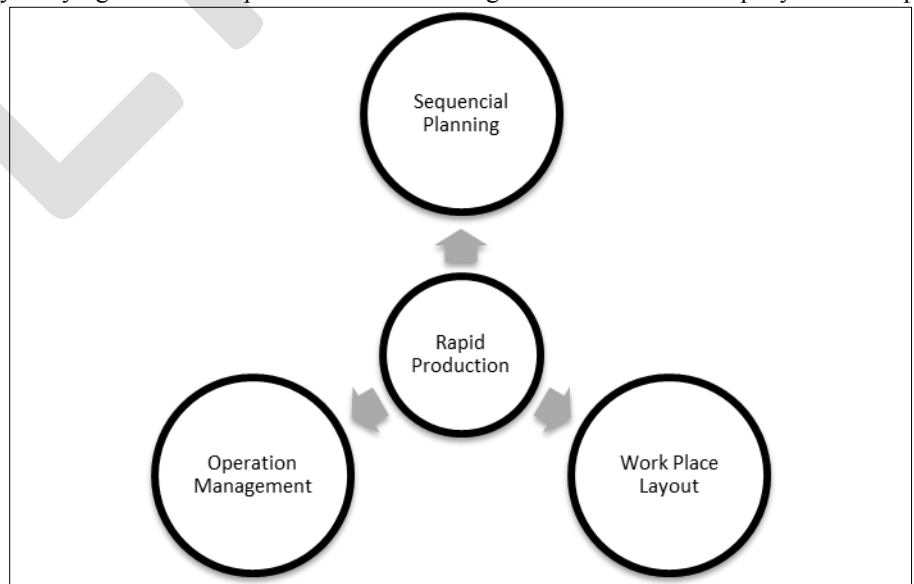 Sequencial
Planning
Rapid
Production
Operation
Management
Work Place
Layout